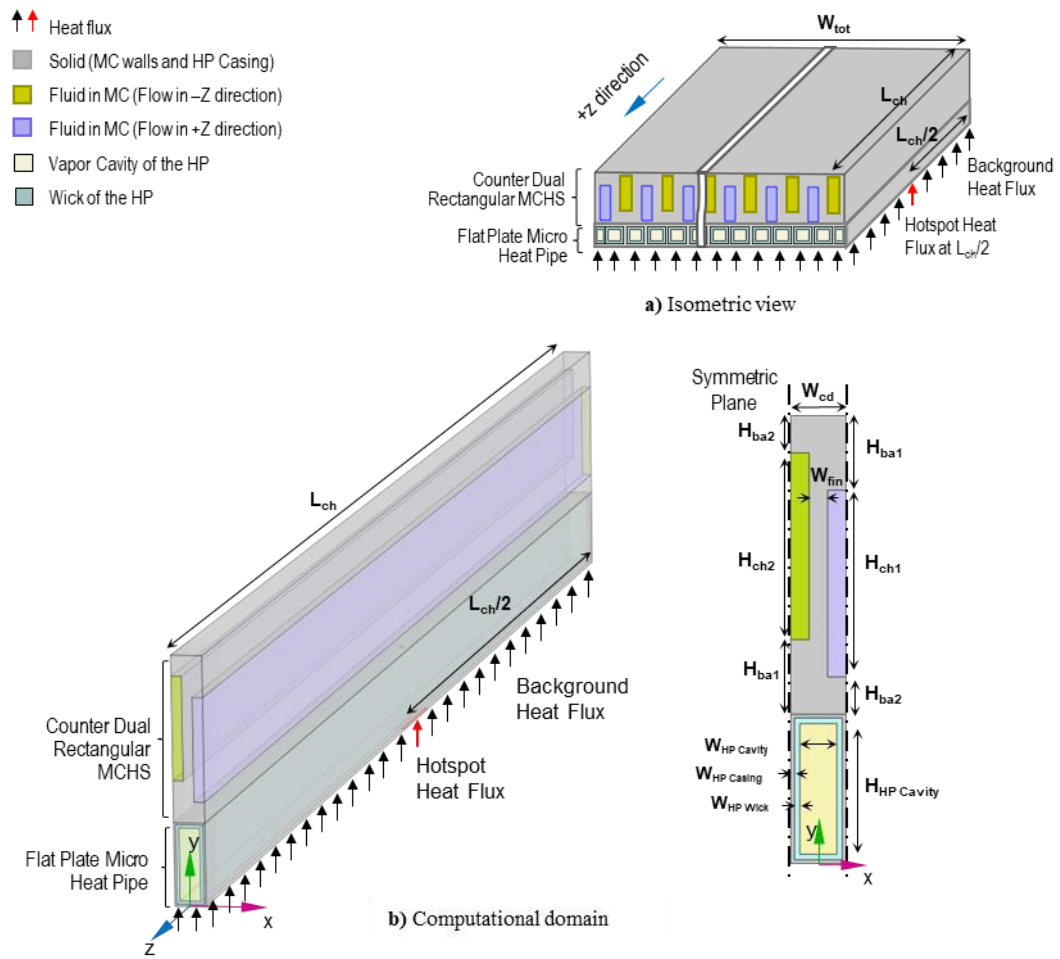 Heat flux
Solid (MC walls and HP Casing)
Fluid in MC (Flow in –Z direction)
Fluid in MC (Flow in +Z direction)
Vapor Cavity of the HP
Wick of the HP
W_tot
+z direction
L_ch
L_ch/2
Background
Heat Flux
Counter Dual
Rectangular MCHS
Flat Plate Micro
Heat Pipe
Hotspot Heat
Flux at L_ch/2
a) Isometric view
L_ch
L_ch/2
Background
Heat Flux
Hotspot
Heat Flux
Counter Dual
Rectangular
MCHS
Flat Plate Micro
Heat Pipe
y
x
z
Symmetric
Plane
W_cd
H_ba2
H_ba1
W_fin
H_ch2
H_ch1
H_ba1
H_ba2
W_HP Cavity
W_HP Casing
W_HP Wick
H_HP Cavity
y
x
b) Computational domain